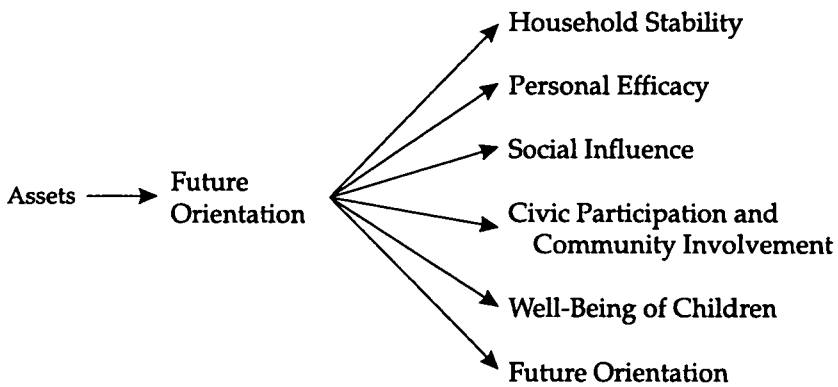 Household Stability
Personal Efficacy
Social Influence
Assets
Future
Orientation
Civic Participation and
Community Involvement
Well-Being of Children
Future Orientation